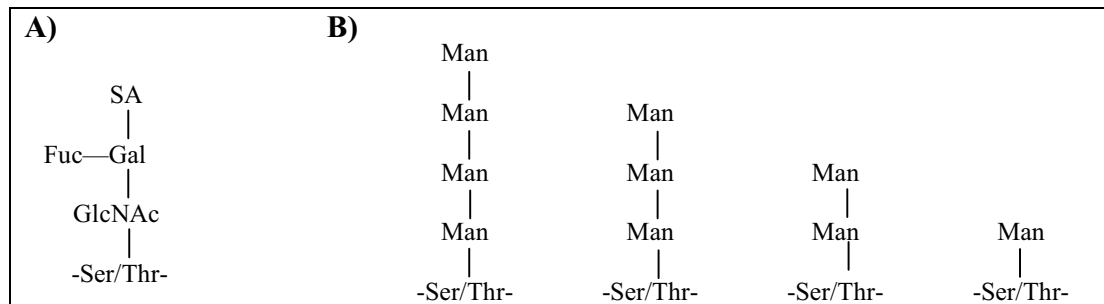 A) B)
Man
SA
Man Man
Fuc—Gal
Man Man Man
GlcNAc
Man Man Man Man
-Ser/Thr-
-Ser/Thr- -Ser/Thr- -Ser/Thr- -Ser/Thr-